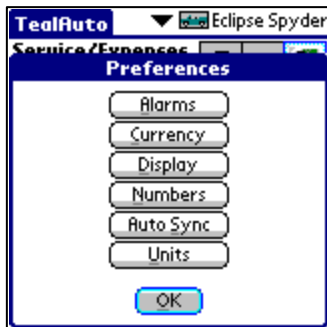 TealAuto Eclipse Spyder
Service/Expenses
Preferences
Alarms
Currency
Display
Numbers
Auto Sync
Units
OK